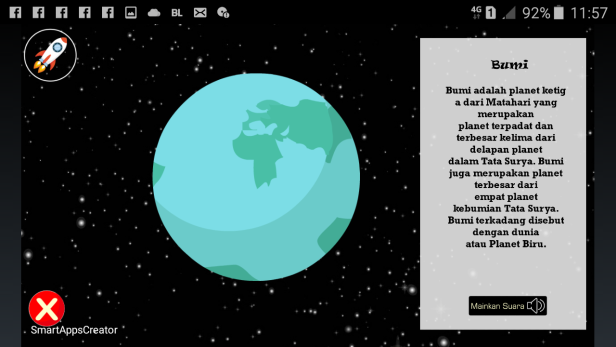 BL
4G
1
92%
11:57
Bumi
Bumi adalah planet ketig
a dari Matahari yang
merupakan
planet terpadat dan
terbesar kelima dari
delapan planet
dalam Tata Surya. Bumi
juga merupakan planet
terbesar dari
empat planet
kebumian Tata Surya.
Bumi terkadang disebut
dengan dunia
atau Planet Biru.
Mainkan Suara
SmartAppsCreator